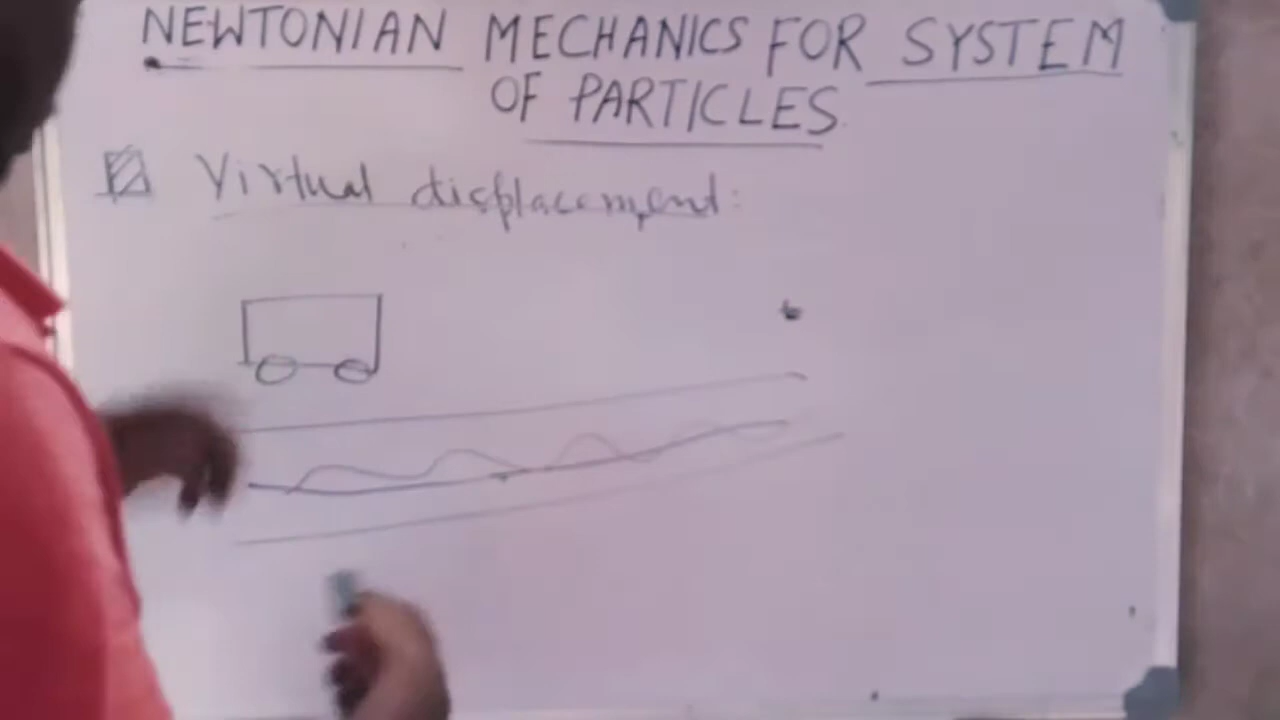 NEWTONIAN MECHANICS FOR SYSTEM
OF PARTICLES
Virtual displacement: